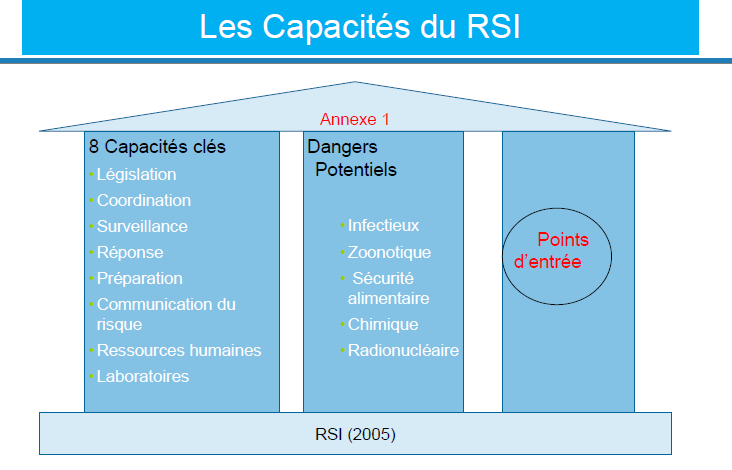 Les Capacités du RSI
Annexe 1
8 Capacités clés
• Législation
• Coordination
• Surveillance
• Réponse
• Préparation
• Communication du
risque
• Ressources humaines
• Laboratoires
Dangers
Potentiels
• Infectieux
• Zoonotique
• Sécurité
alimentaire
• Chimique
• Radionucléaire
Points
d’entrée
RSI (2005)